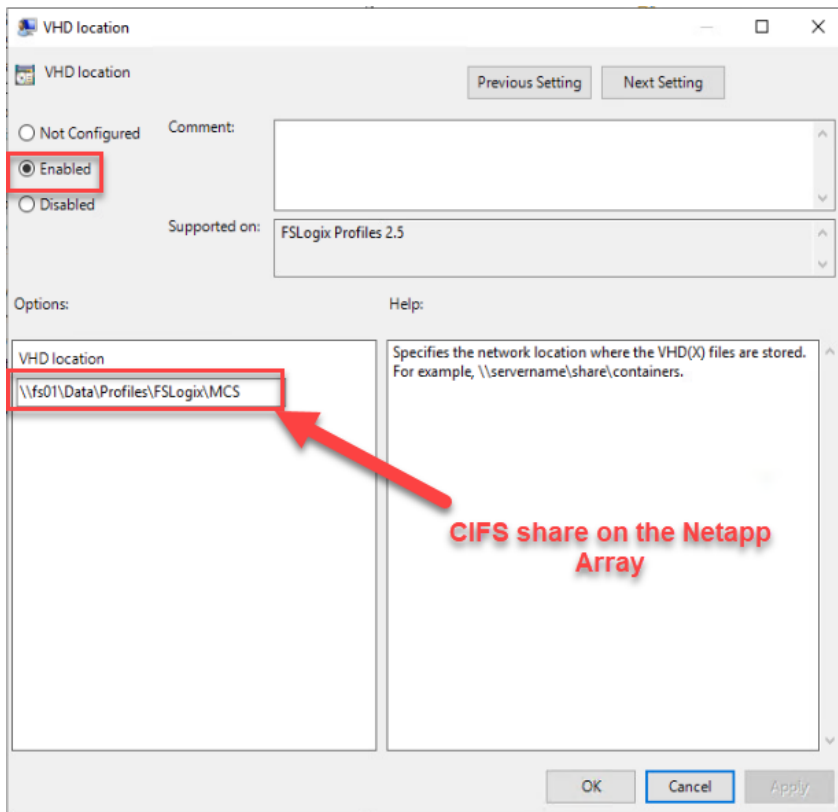 VHD location
VHD location
Previous Setting
Next Setting
Not Configured
Comment:
Enabled
Disabled
Supported on:
FSLogix Profiles 2.5
Options:
Help:
VHD location
\\fs01\Data\Profiles\FSLogix\MCS
Specifies the network location where the VHD(X) files are stored.
For example, \\servername\share\containers.
CIFS share on the Netapp
Array
OK
Cancel
Apply